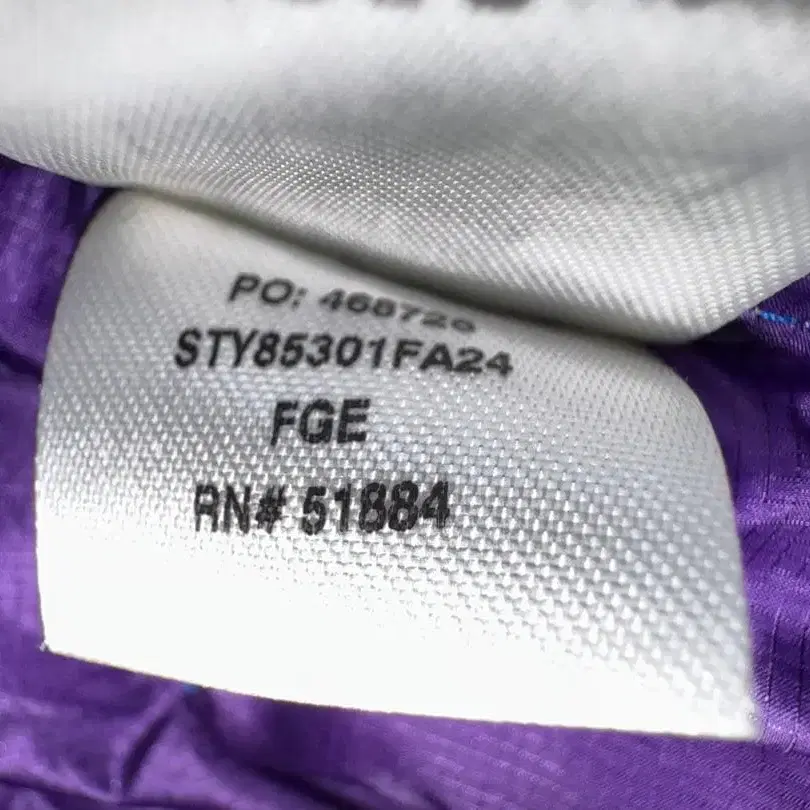 PO: 468726
STY85301FA24
FGE
RN# 51884